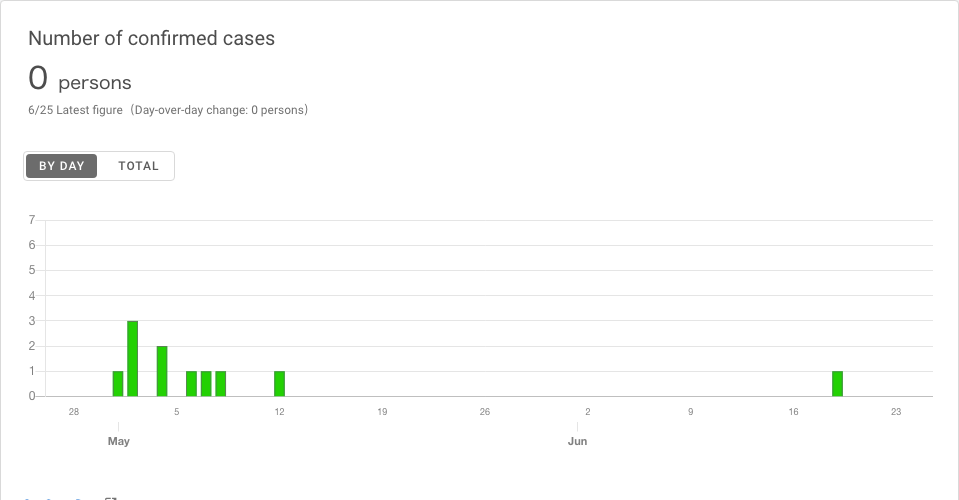 Number of confirmed cases
0 persons
6/25 Latest figure（Day-over-day change: 0 persons）
BY DAY TOTAL
7
6
5
4
3
2
1
0
28 5 12 19 26 2 9 16 23
May Jun